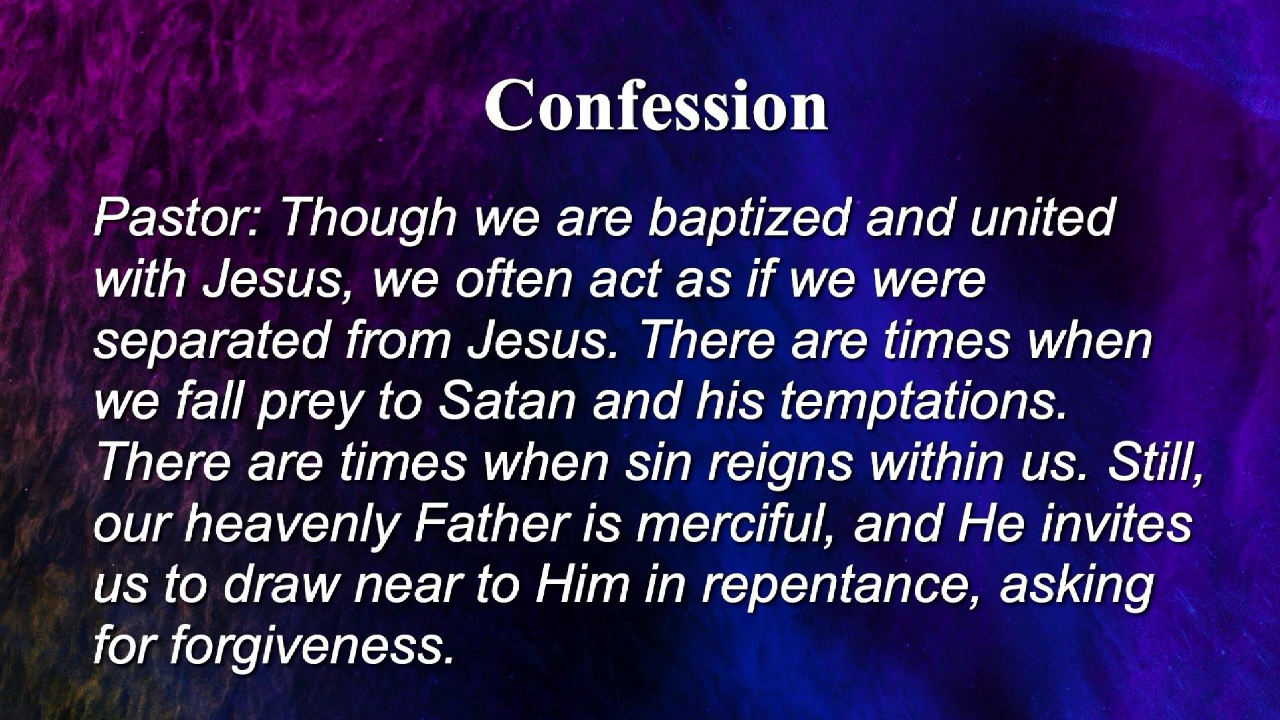 Confession
Pastor: Though we are baptized and united
with Jesus, we often act as if we were
separated from Jesus. There are times when
we fall prey to Satan and his temptations.
There are times when sin reigns within us. Still,
our heavenly Father is merciful, and He invites
us to draw near to Him in repentance, asking
for forgiveness.